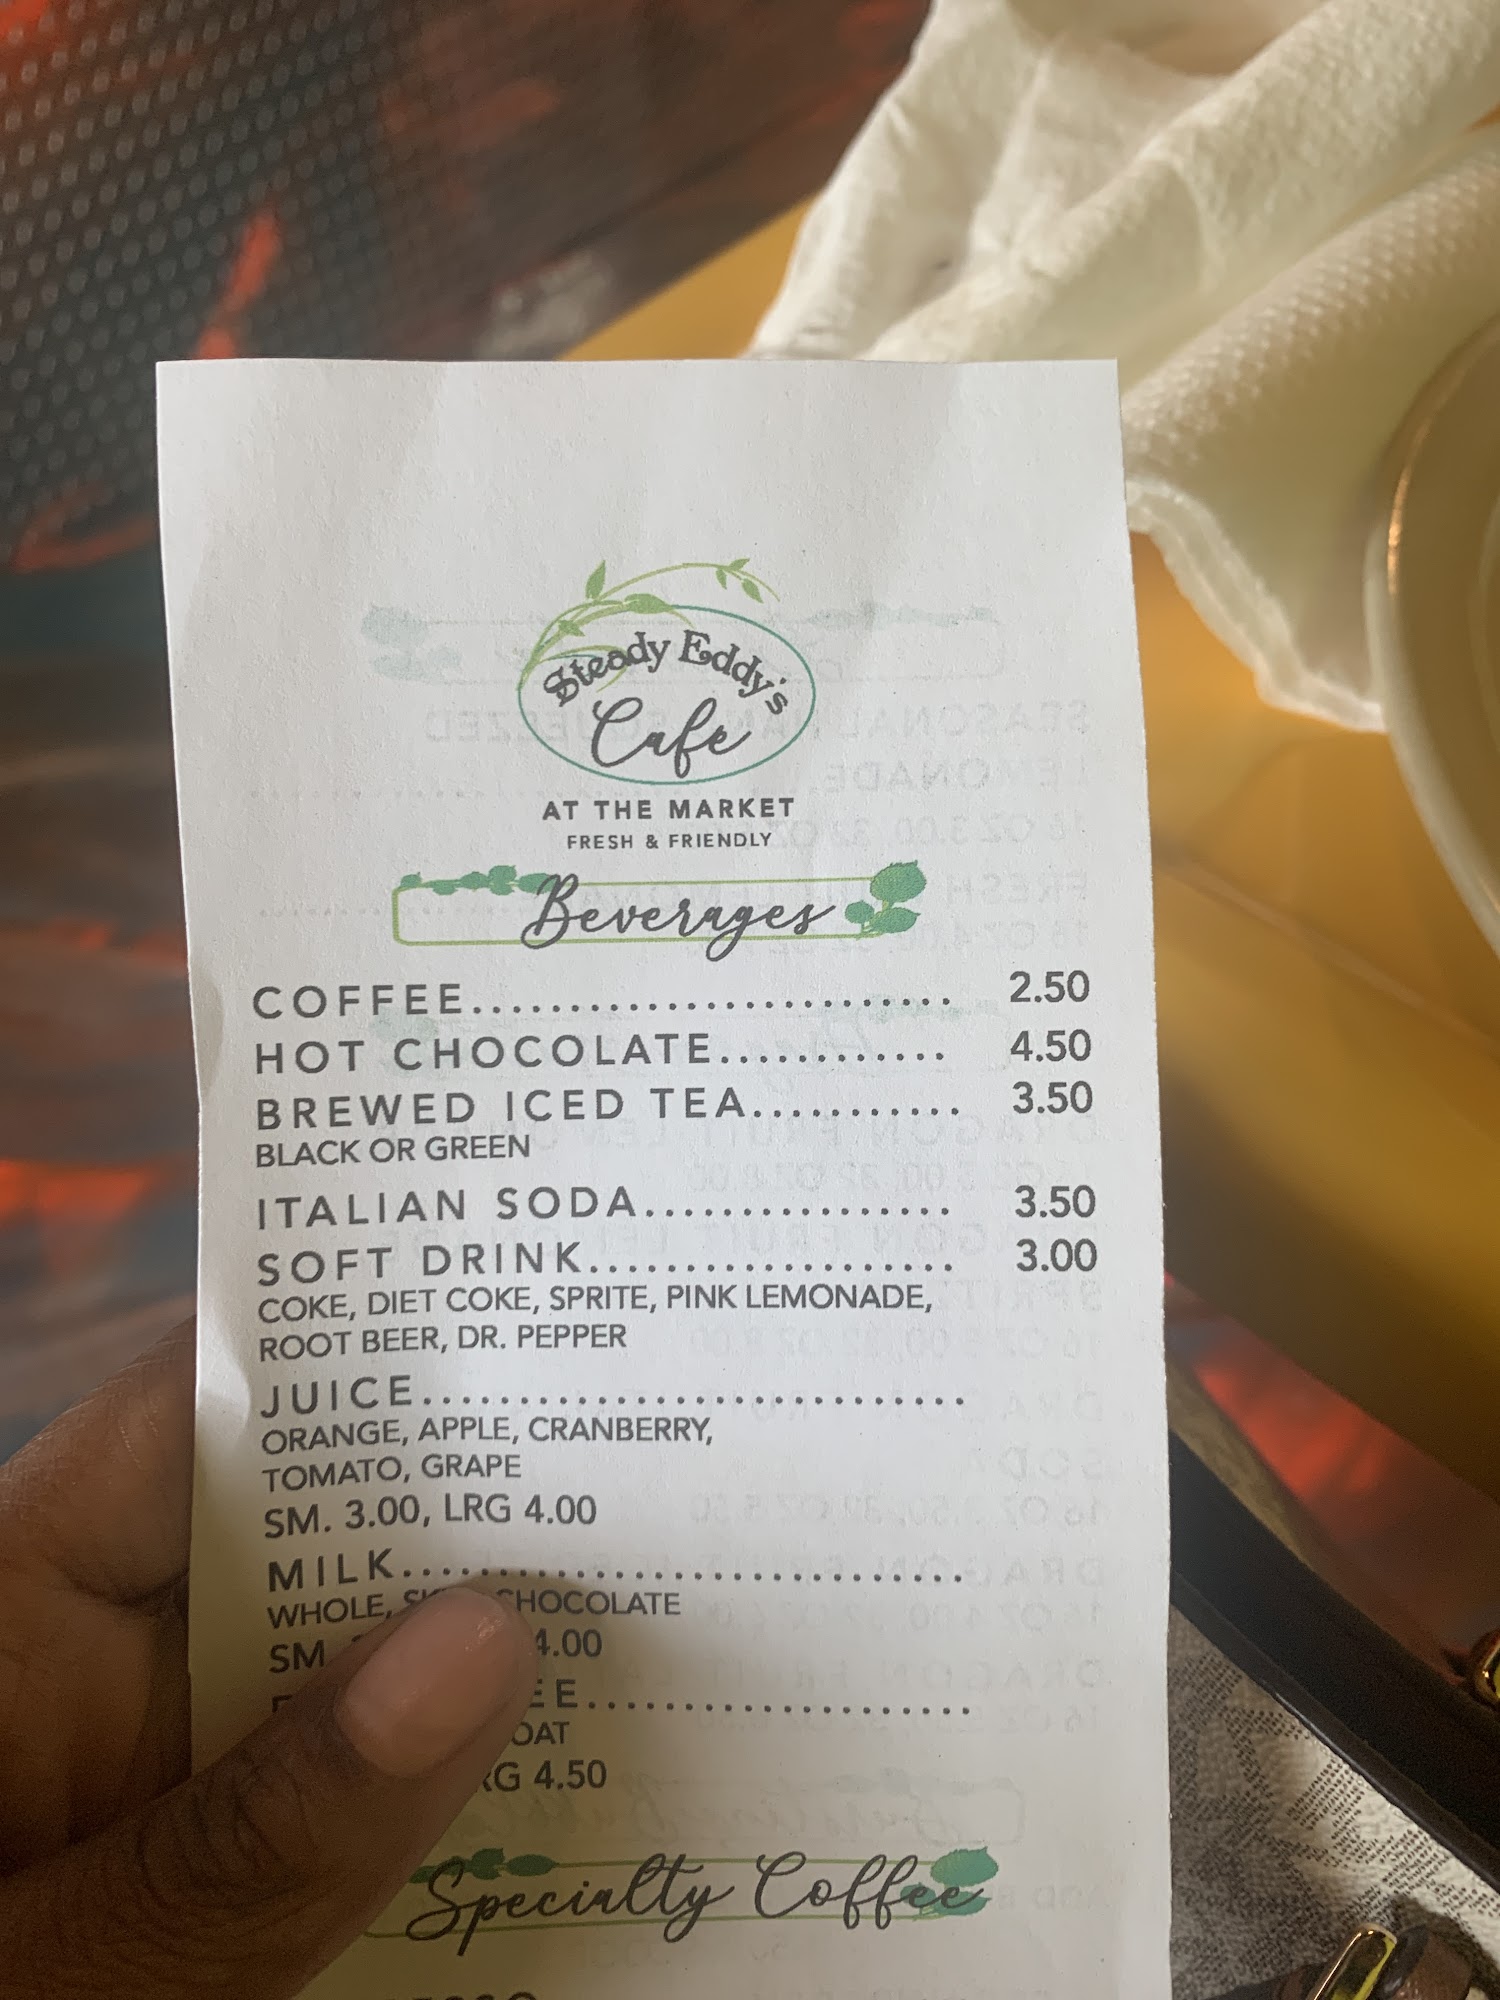 Steady Eddy's
Cafe
AT THE MARKET
FRESH & FRIENDLY
Beverages
COFFEE......................... 2.50
HOT CHOCOLATE............ 4.50
BREWED ICED TEA........... 3.50
BLACK OR GREEN
ITALIAN SODA................ 3.50
SOFT DRINK................... 3.00
COKE, DIET COKE, SPRITE, PINK LEMONADE,
ROOT BEER, DR. PEPPER
JUICE............................
ORANGE, APPLE, CRANBERRY,
TOMATO, GRAPE
SM. 3.00, LRG 4.00
MILK.............................
WHOLE, CHOCOLATE
SM 4.00
OAT
4.50
Specialty Coffee